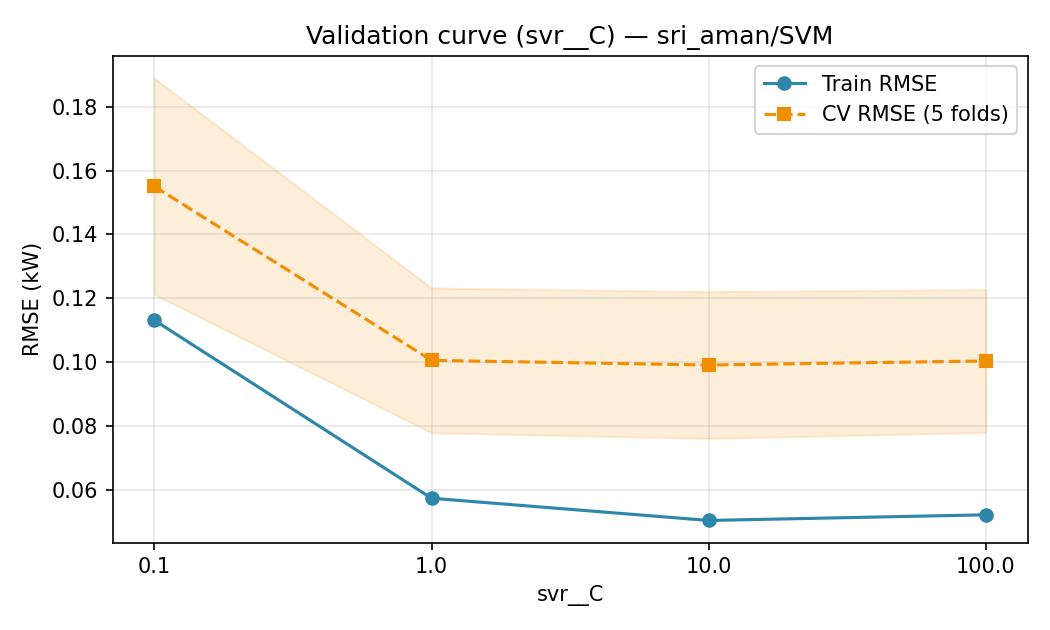 Validation curve (svr__C) — sri_aman/SVM
Train RMSE
CV RMSE (5 folds)
RMSE (kW)
0.18
0.16
0.14
0.12
0.10
0.08
0.06
0.1
1.0
10.0
100.0
svr__C